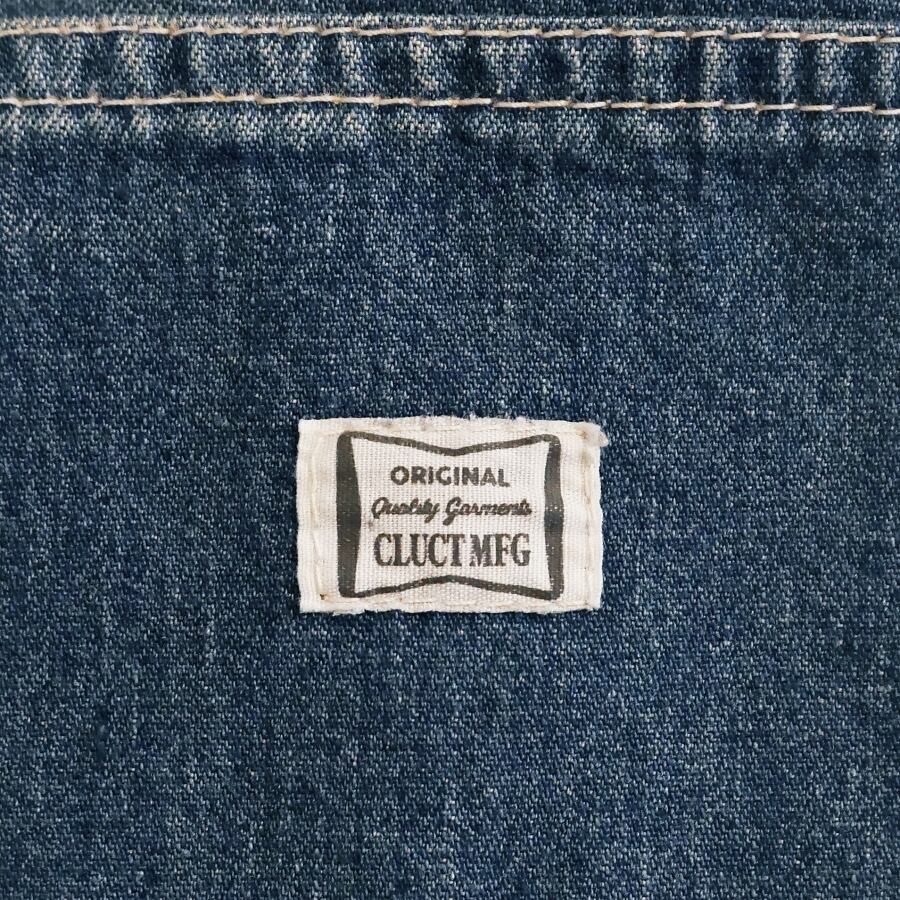 ORIGINAL
Quality Garments
CLUCT MFG